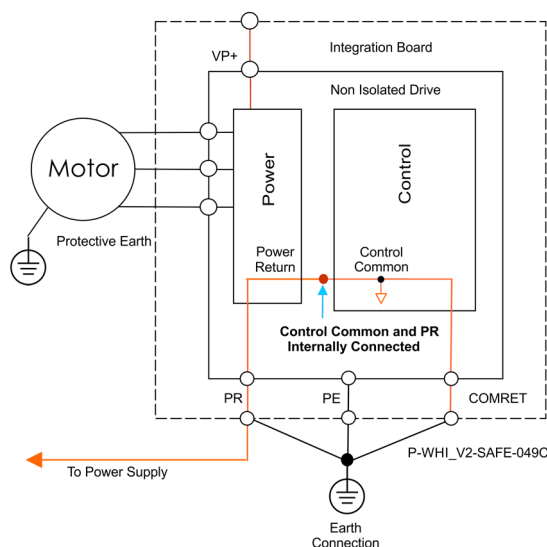 Integration Board
VP+
Non Isolated Drive
Motor
Power
Control
Protective Earth
Power
Return
Control
Common
Control Common and PR
Internally Connected
PR
PE
COMRET
P-WHI_V2-SAFE-049C
To Power Supply
Earth
Connection